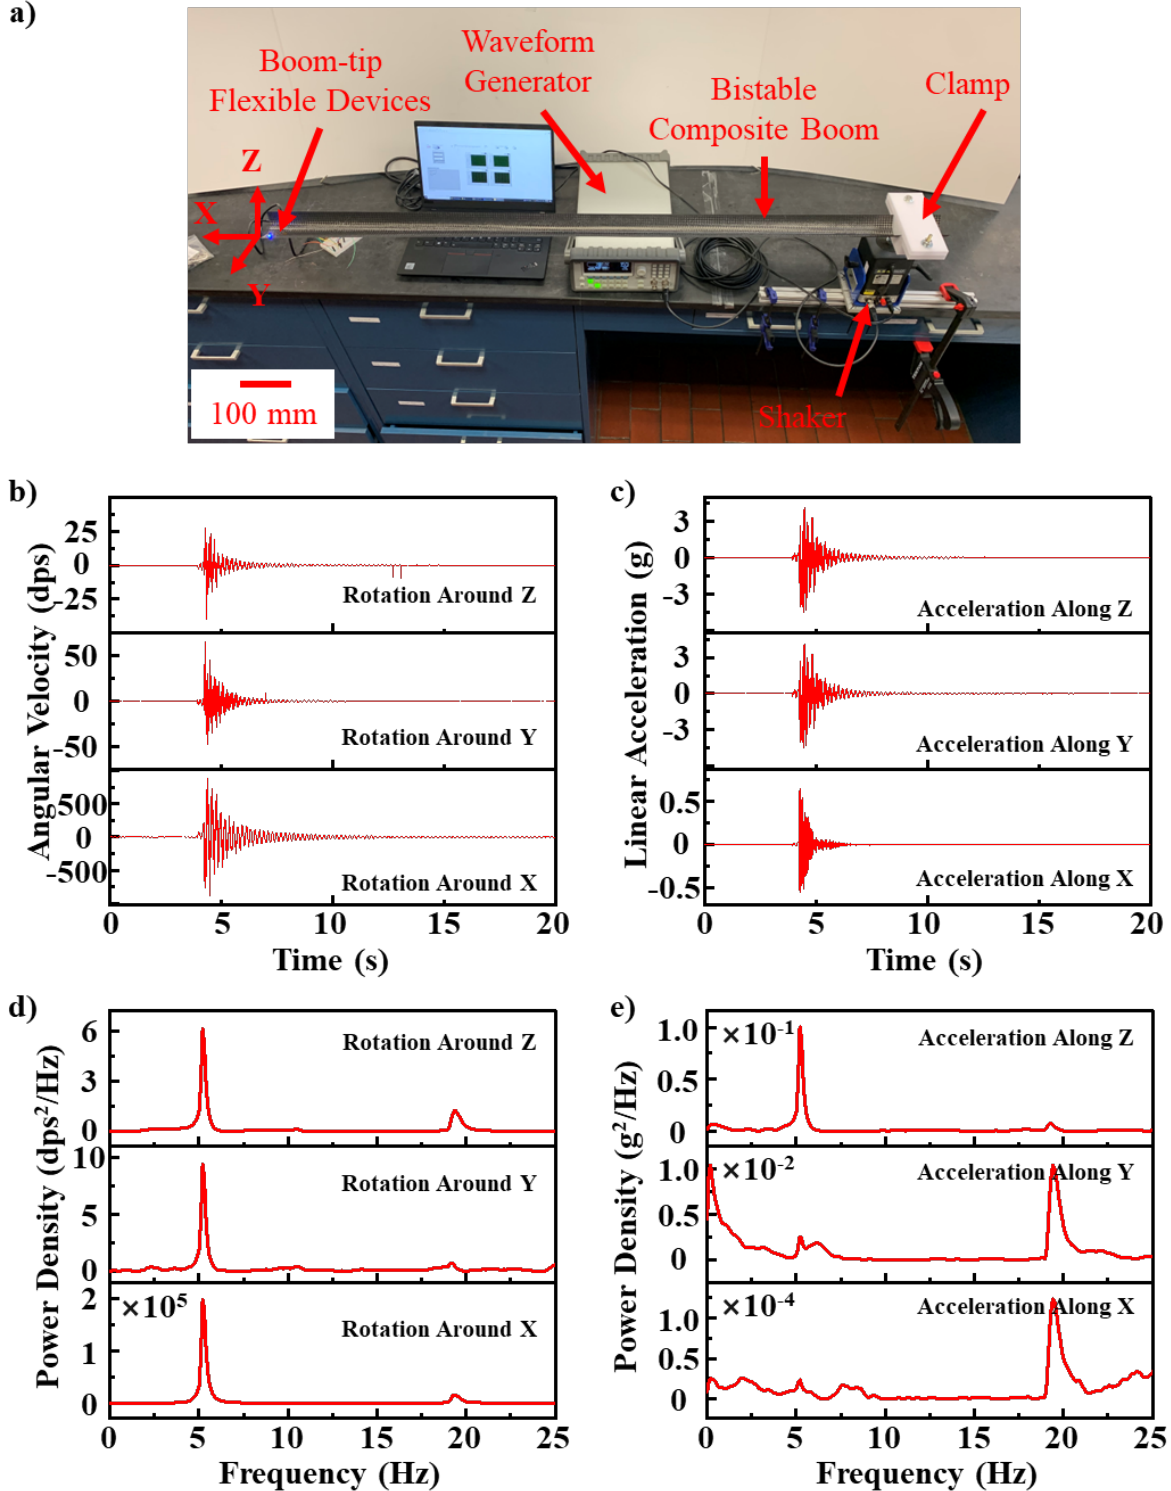 a)
Boom-tip
Flexible Devices
Waveform
Generator
Bistable
Composite Boom
Clamp
Z
X
Y
Shaker
100 mm
b)
Angular Velocity (dps)
25
0
-25
Rotation Around Z
50
0
-50
Rotation Around Y
500
0
-500
Rotation Around X
0 5 10 15 20
Time (s)
c)
Linear Acceleration (g)
3
0
-3
Acceleration Along Z
3
0
-3
Acceleration Along Y
0.5
0
-0.5
Acceleration Along X
0 5 10 15 20
Time (s)
d)
Power Density (dps²/Hz)
6
3
0
Rotation Around Z
10
5
0
Rotation Around Y
×10⁵
2
1
0
Rotation Around X
0 5 10 15 20 25
Frequency (Hz)
e)
Power Density (g²/Hz)
×10⁻¹
1.0
0.5
0
Acceleration Along Z
×10⁻²
1.0
0.5
0
Acceleration Along Y
×10⁻⁴
1.0
0.5
0
Acceleration Along X
0 5 10 15 20 25
Frequency (Hz)